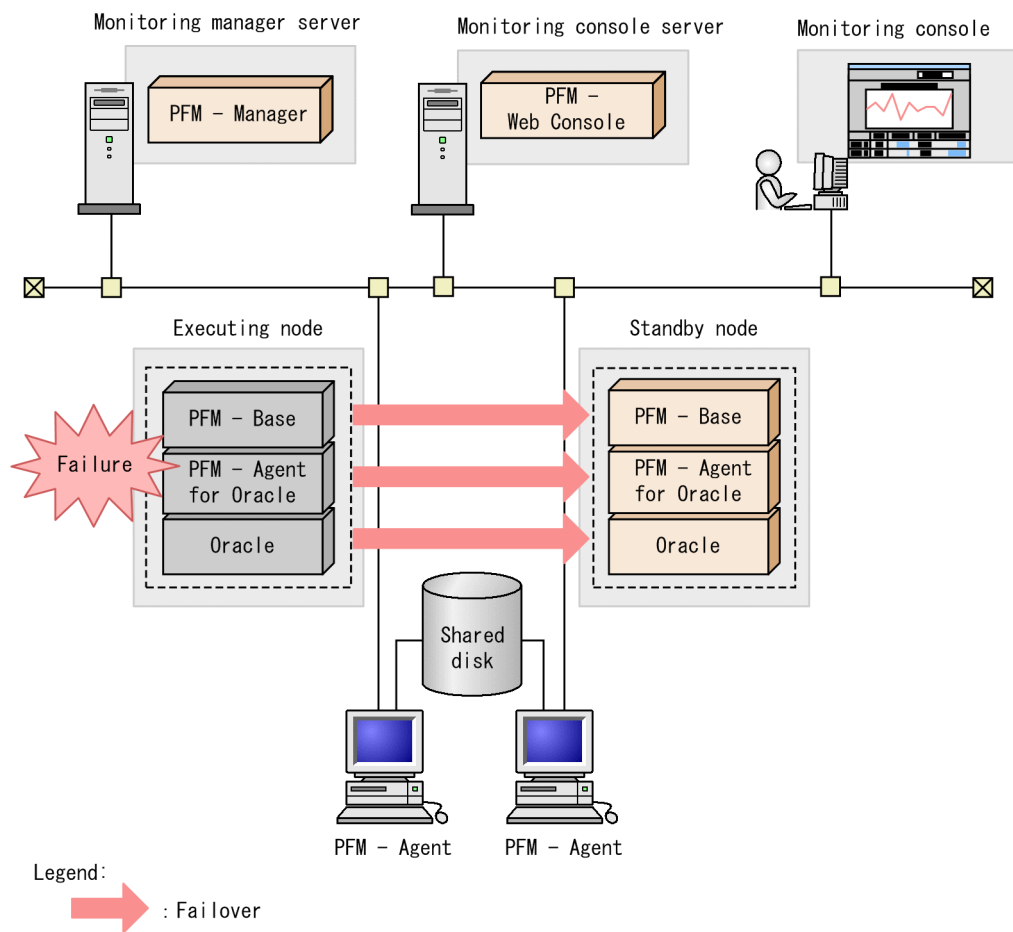 Monitoring manager server
Monitoring console server
Monitoring console
PFM - Manager
PFM -
Web Console
Executing node
Standby node
Failure
PFM - Base
PFM - Agent
for Oracle
Oracle
PFM - Base
PFM - Agent
for Oracle
Oracle
Shared
disk
PFM - Agent
PFM - Agent
Legend:
: Failover